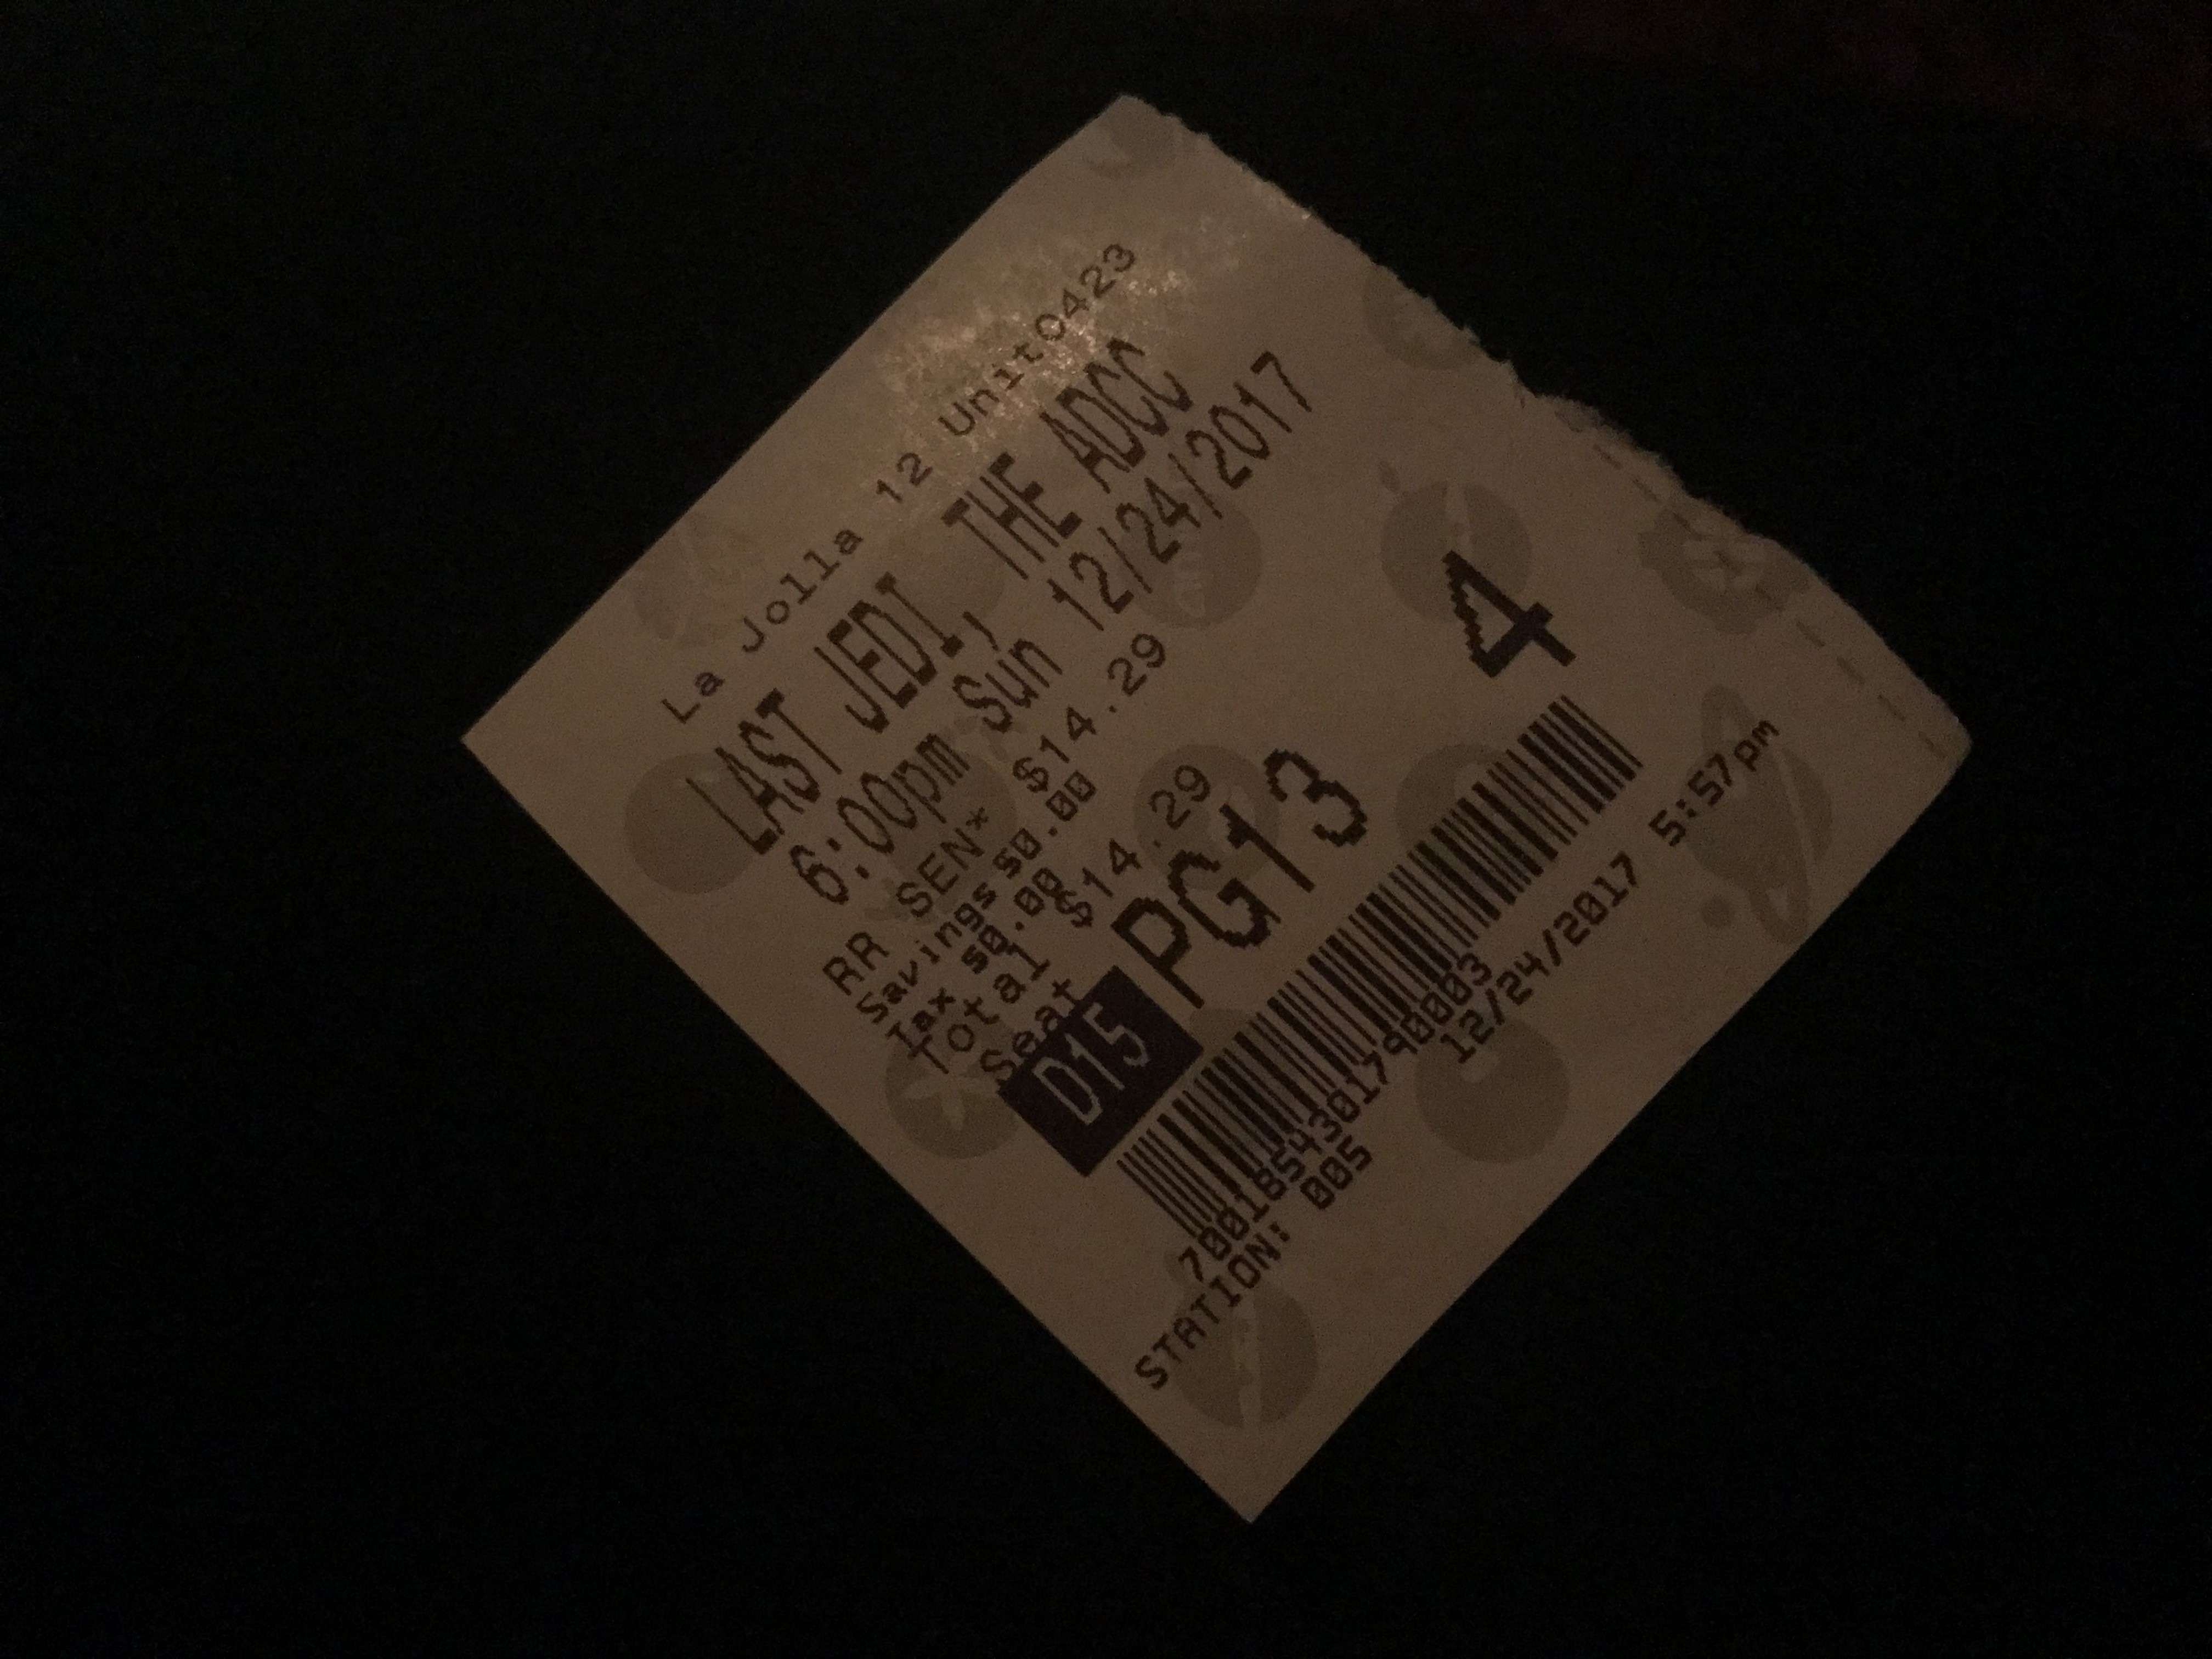 La Jolla 12 Unit0423
LAST JEDI, THE ADCC
6:00pm Sun 12/24/2017
RR SEN* $14.29
Savings $0.00
Tax $0.00
Total $14.29
Seat
D15 PG13 4
7001854301790003
STATION: 005 12/24/2017 5:57pm